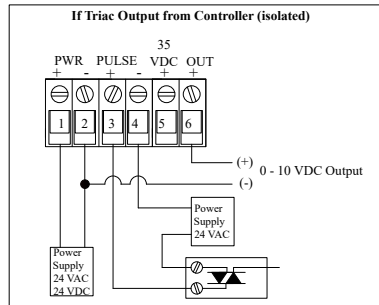 If Triac Output from Controller (isolated)
35
PWR PULSE VDC OUT
+ - + - + +
1 2 3 4 5 6
(+)
0 - 10 VDC Output
(-)
Power
Supply
24 VAC
Power
Supply
24 VAC
24 VDC